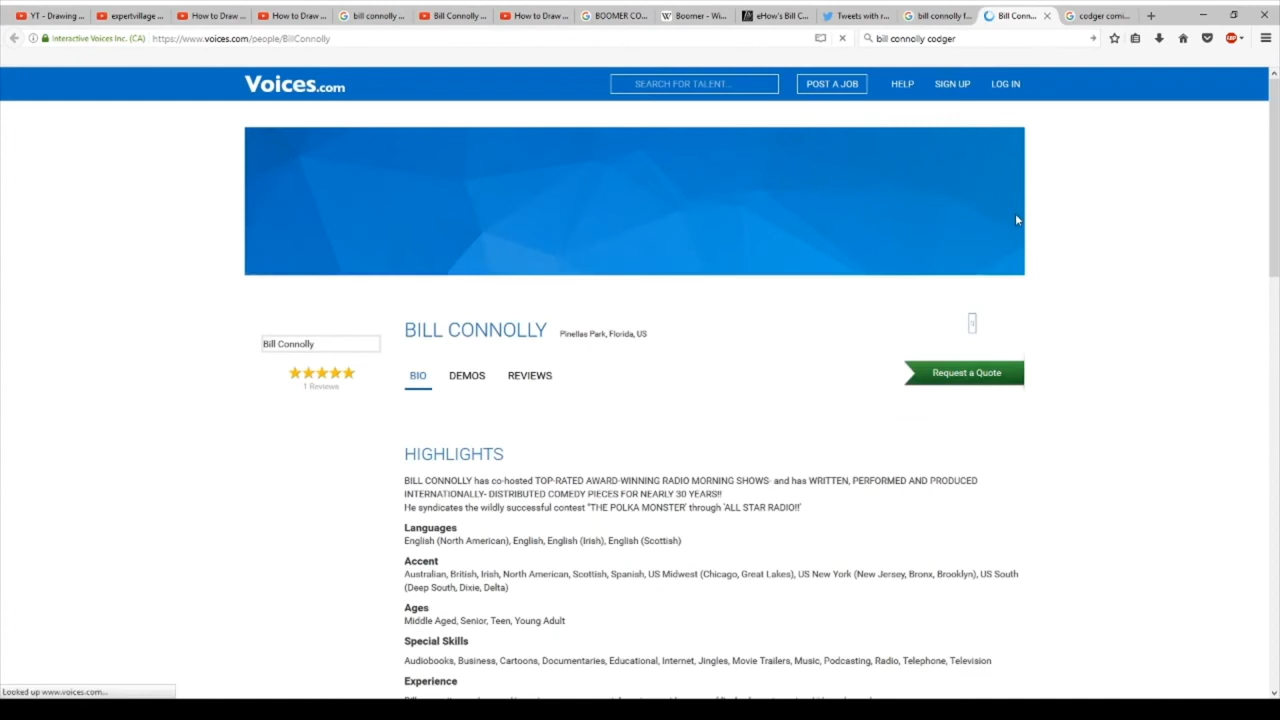 YT - Drawing ...
expertvillage ...
How to Draw ...
How to Draw ...
bill connolly ...
Bill Connolly ...
How to Draw ...
BOOMER CO...
Boomer - Wi...
eHow's Bill C...
Tweets with r...
bill connolly f...
Bill Conn...
codger comi...
Interactive Voices Inc. (CA)
https://www.voices.com/people/BillConnolly
bill connolly codger
Voices.com
SEARCH FOR TALENT...
POST A JOB
HELP
SIGN UP
LOG IN
BILL CONNOLLY
Pinellas Park, Florida, US
Bill Connolly
1 Reviews
BIO
DEMOS
REVIEWS
Request a Quote
HIGHLIGHTS
BILL CONNOLLY has co-hosted TOP-RATED AWARD-WINNING RADIO MORNING SHOWS- and has WRITTEN, PERFORMED AND PRODUCED
INTERNATIONALLY- DISTRIBUTED COMEDY PIECES FOR NEARLY 30 YEARS!!
He syndicates the wildly successful contest "THE POLKA MONSTER' through 'ALL STAR RADIO!!'
Languages
English (North American), English, English (Irish), English (Scottish)
Accent
Australian, British, Irish, North American, Scottish, Spanish, US Midwest (Chicago, Great Lakes), US New York (New Jersey, Bronx, Brooklyn), US South
(Deep South, Dixie, Delta)
Ages
Middle Aged, Senior, Teen, Young Adult
Special Skills
Audiobooks, Business, Cartoons, Documentaries, Educational, Internet, Jingles, Movie Trailers, Music, Podcasting, Radio, Telephone, Television
Experience
Looked up www.voices.com...